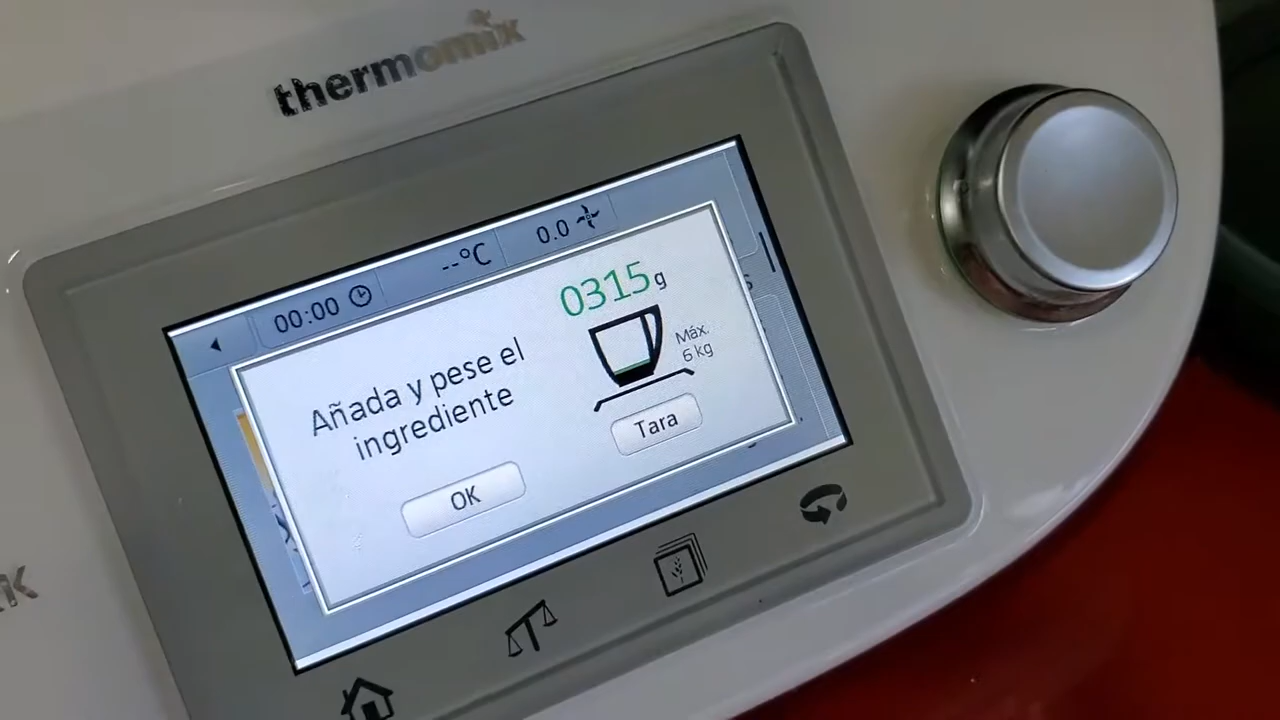 thermomix
00:00
--°C
0.0
0315g
Añada y pese el
ingrediente
Máx.
6 kg
Tara
OK